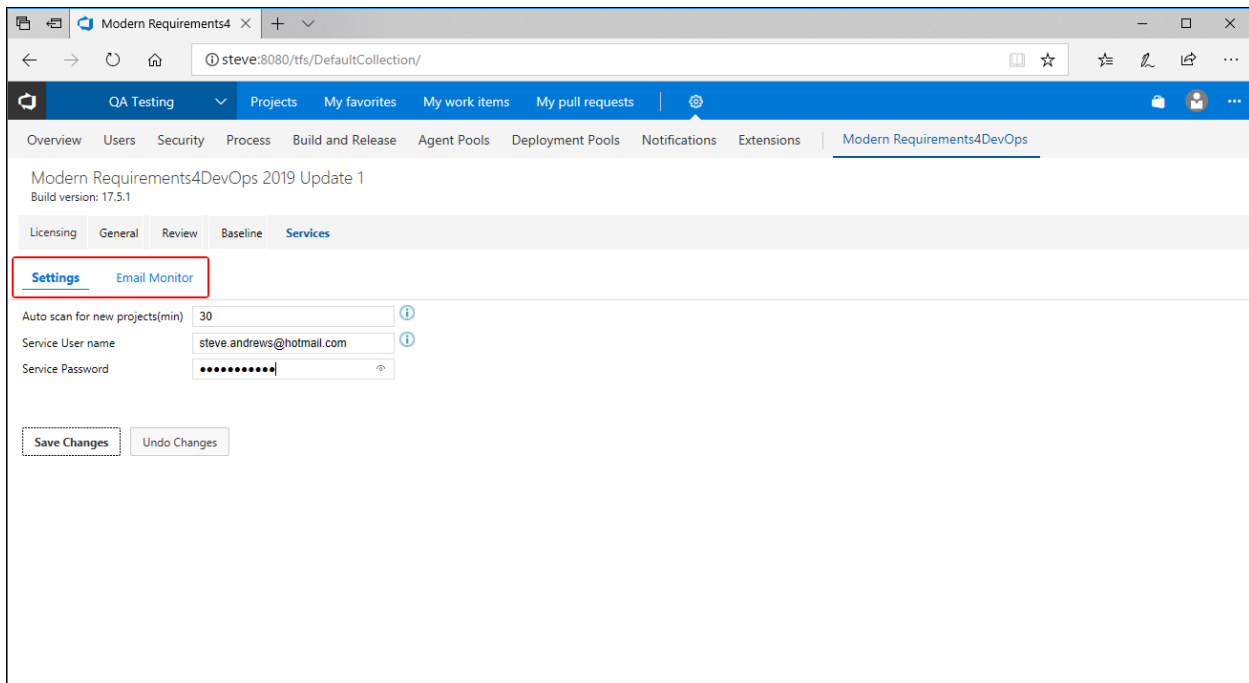 Modern Requirements4
steve:8080/tfs/DefaultCollection/
QA Testing Projects My favorites My work items My pull requests
Overview Users Security Process Build and Release Agent Pools Deployment Pools Notifications Extensions Modern Requirements4DevOps
Modern Requirements4DevOps 2019 Update 1
Build version: 17.5.1
Licensing General Review Baseline Services
Settings Email Monitor
Auto scan for new projects(min) 30
Service User name steve.andrews@hotmail.com
Service Password •••••••••••
Save Changes Undo Changes